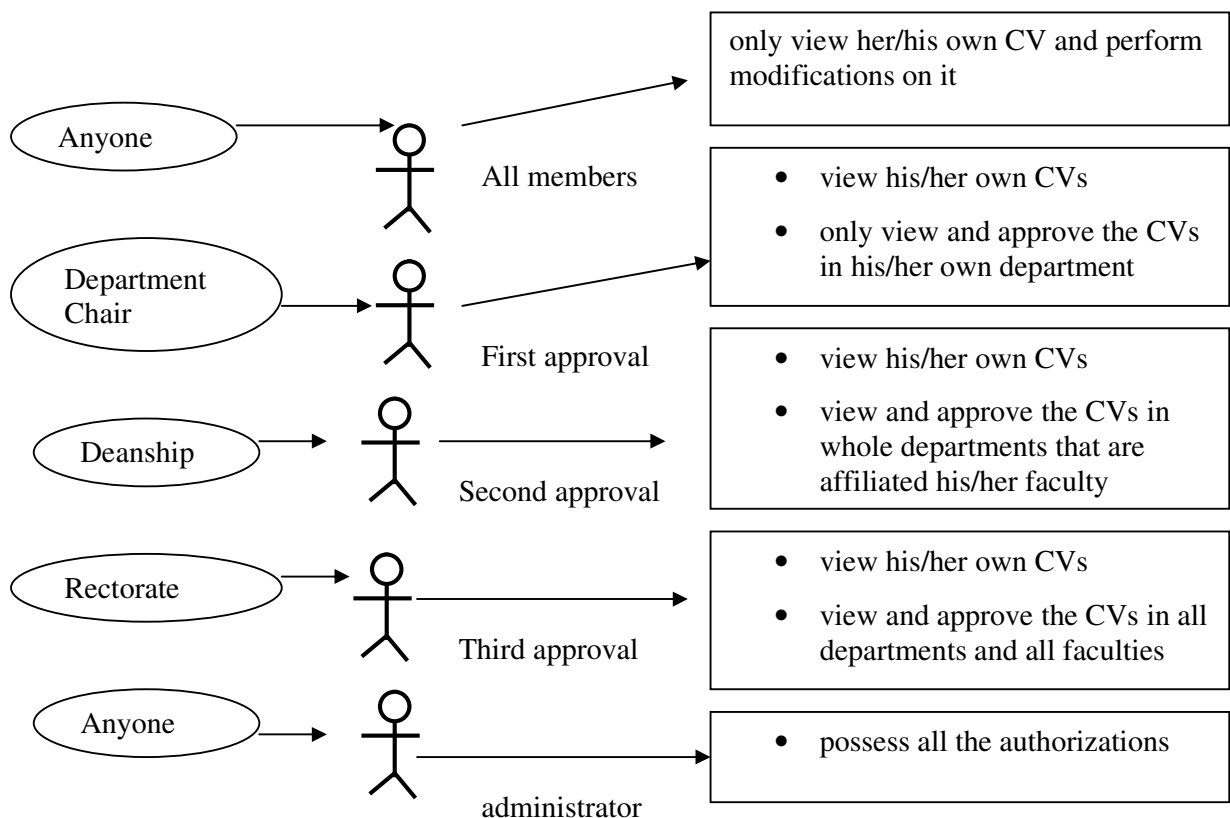 only view her/his own CV and perform
modifications on it
Anyone
All members
• view his/her own CVs
• only view and approve the CVs
in his/her own department
Department
Chair
First approval
• view his/her own CVs
• view and approve the CVs in
whole departments that are
affiliated his/her faculty
Deanship
Second approval
• view his/her own CVs
• view and approve the CVs in all
departments and all faculties
Rectorate
Third approval
Anyone
• possess all the authorizations
administrator